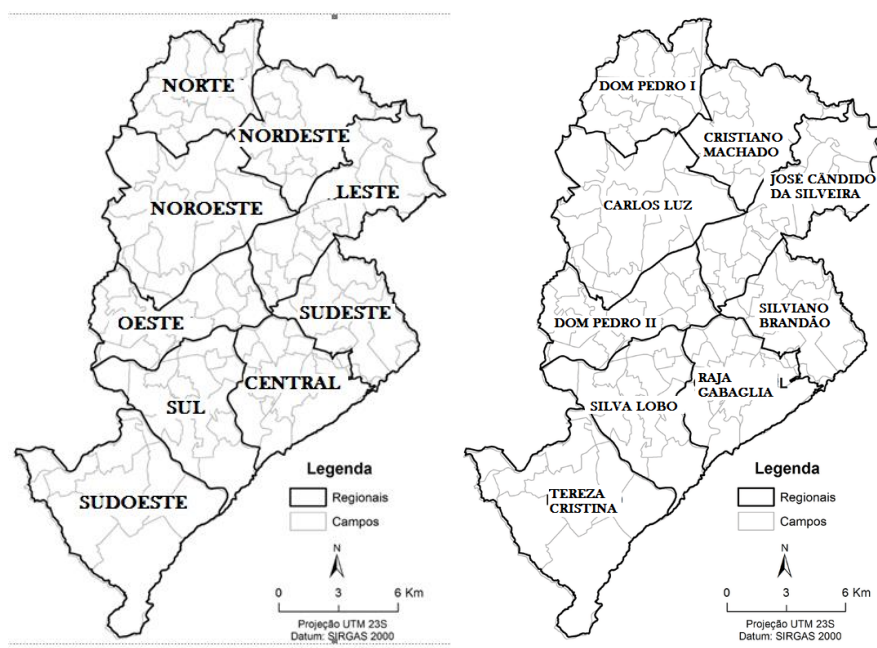 NORTE
NORDESTE
LESTE
NOROESTE
OESTE
SUDESTE
CENTRAL
SUL
SUDOESTE
Legenda
Regionais
Campos
N
0 3 6 Km
Projeção UTM 23S
Datum: SIRGAS 2000
DOM PEDRO I
CRISTIANO
MACHADO
JOSÉ CÂNDIDO
DA SILVEIRA
CARLOS LUZ
DOM PEDRO II
SILVIANO
BRANDÃO
RAJA
GABAGLIA
L
SILVA LOBO
TEREZA
CRISTINA
Legenda
Regionais
Campos
N
0 3 6 Km
Projeção UTM 23S
Datum: SIRGAS 2000